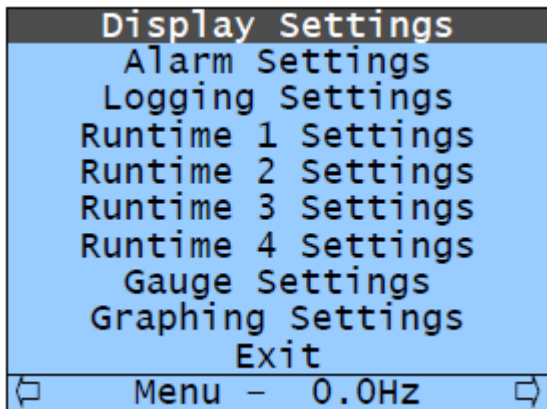 Display Settings
Alarm Settings
Logging Settings
Runtime 1 Settings
Runtime 2 Settings
Runtime 3 Settings
Runtime 4 Settings
Gauge Settings
Graphing Settings
Exit
Menu - 0.0Hz